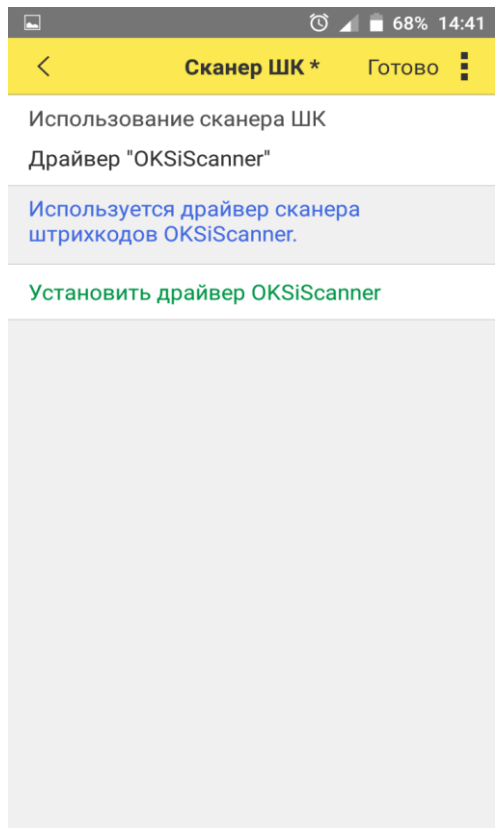 68% 14:41
Сканер ШК * Готово
Использование сканера ШК
Драйвер "OKSiScanner"
Используется драйвер сканера
штрихкодов OKSiScanner.
Установить драйвер OKSiScanner